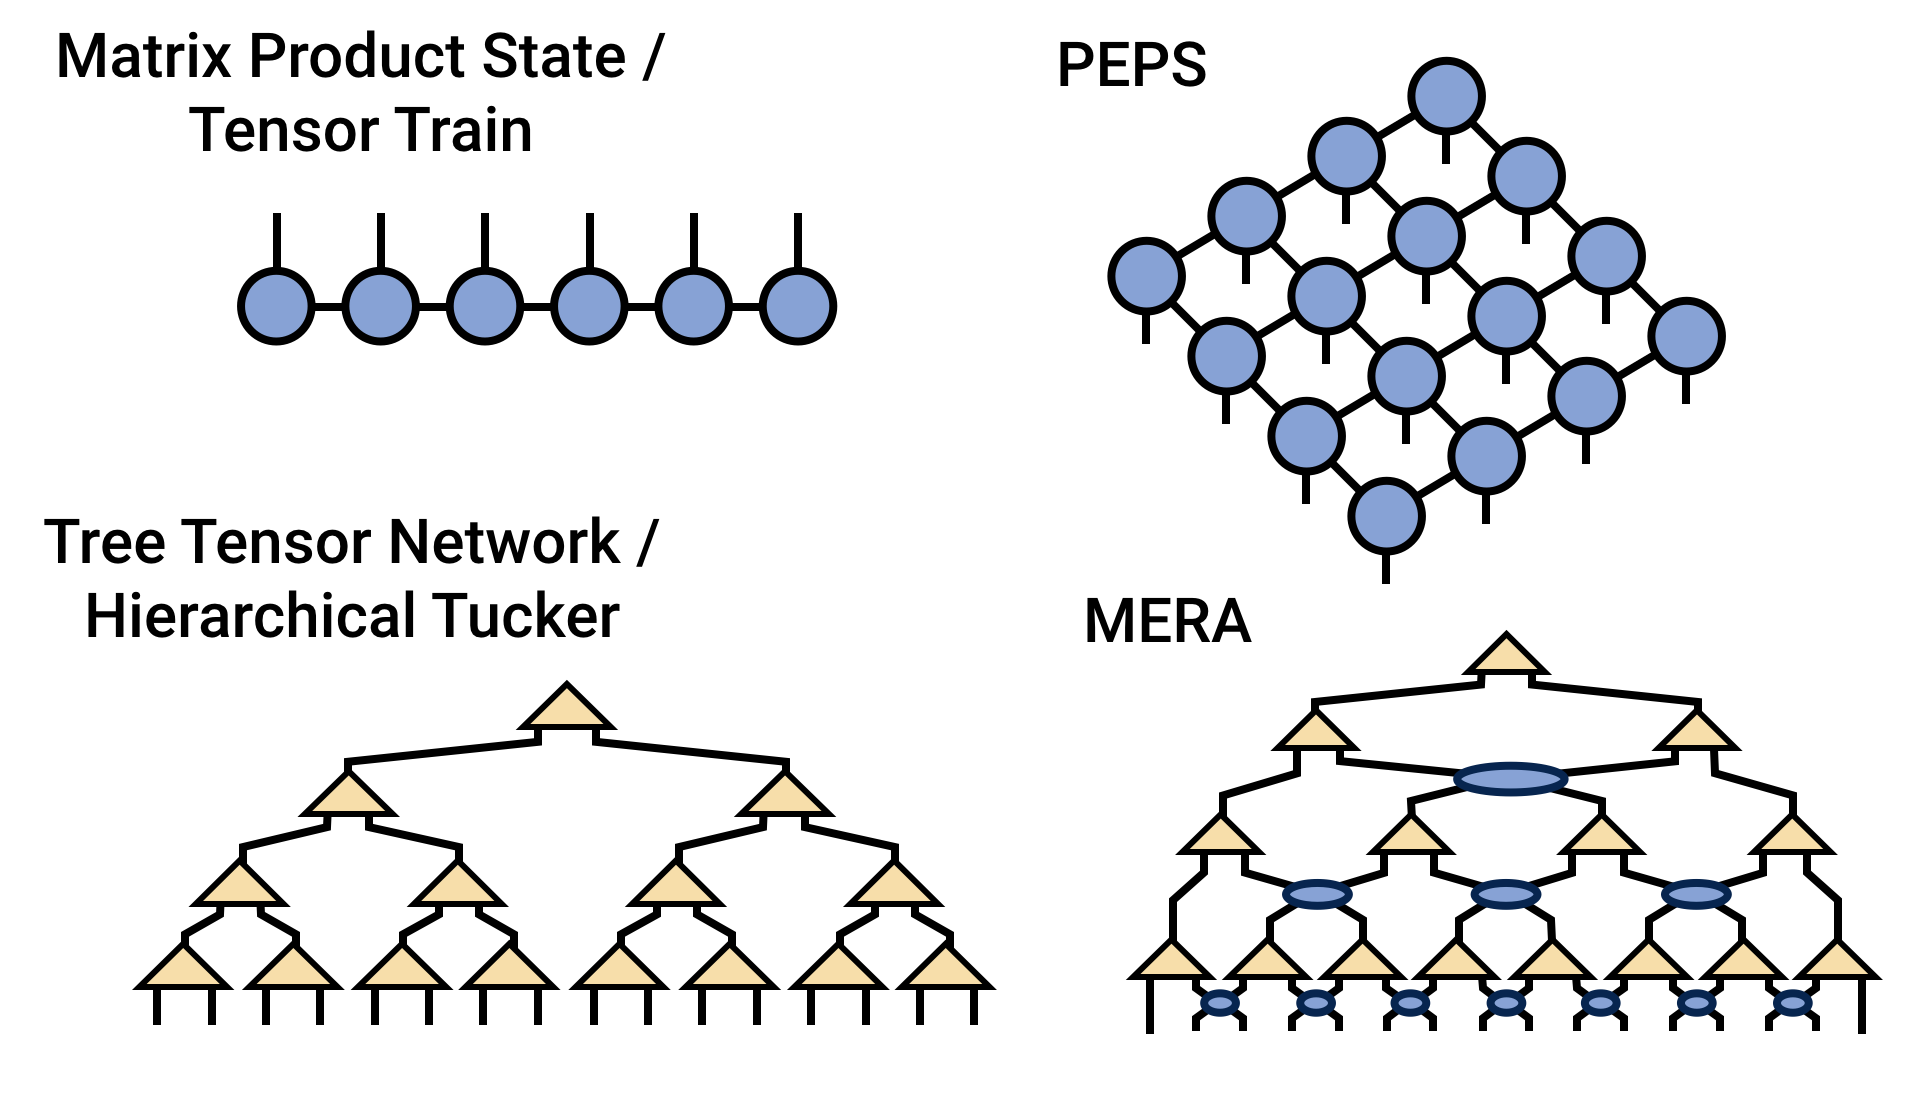 Matrix Product State /
Tensor Train
PEPS
Tree Tensor Network /
Hierarchical Tucker
MERA